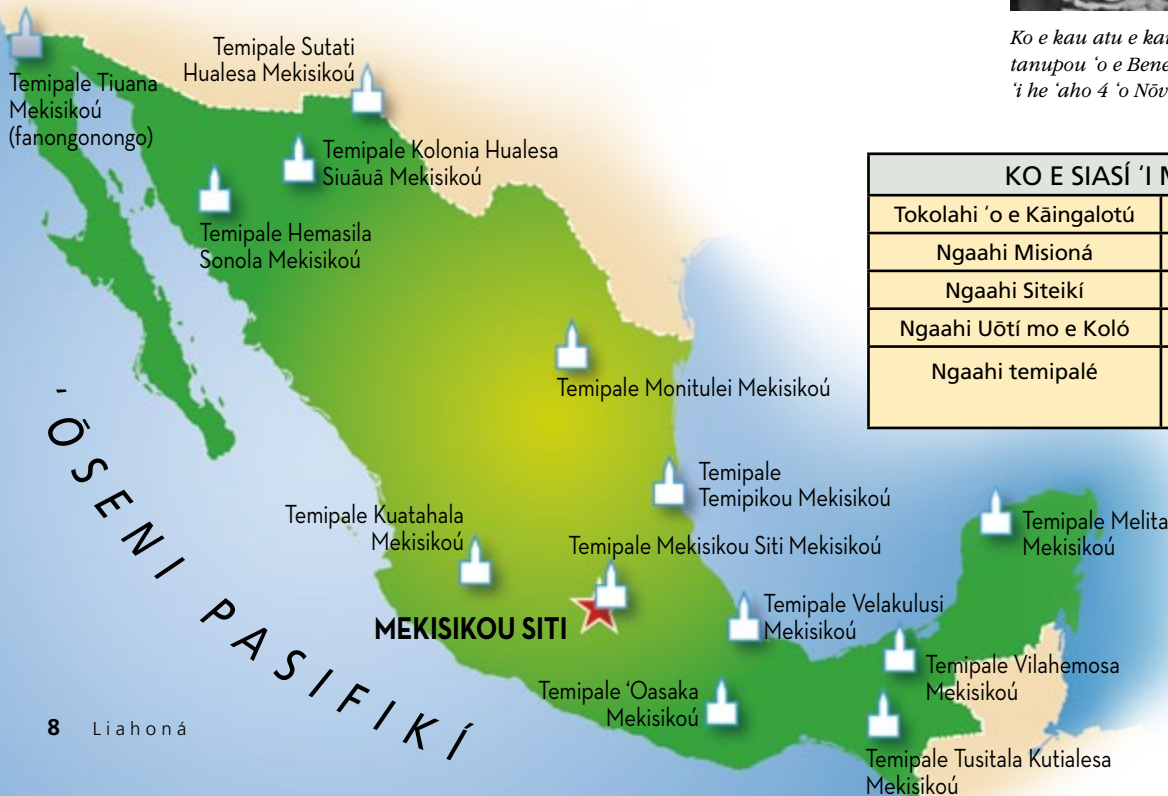 Ko e kau atu e
tanupou ‘o e
‘i he ‘aho 4 ‘o
Temipale Tiuana
Mekisikoú
(fanongonongo)
Temipale Sutati
Hualesa Mekisikoú
Temipale Kolonia Hualesa
Siuāuā Mekisikoú
Temipale Hemasila
Sonola Mekisikoú
KO E SIASÍ ‘I
Tokolahi ‘o e Kāingalotú
Ngaahi Misioná
Ngaahi Siteikí
Ngaahi Uōtí mo e Koló
Ngaahi temipalé
Temipale Monitulei Mekisikoú
Temipale
Temipikou Mekisikoú
Temipale Kuatahala
Mekisikoú
Temipale Mekisikou Siti Mekisikoú
MEKISIKOU SITI
Temipale Melita
Mekisikoú
Temipale Velakulusi
Mekisikoú
Temipale Vilahemosa
Mekisikoú
Temipale ‘Oasaka
Mekisikoú
Temipale Tusitala Kutialesa
Mekisikoú
‘ŌSENI PASIFIKÍ
8 Liahoná